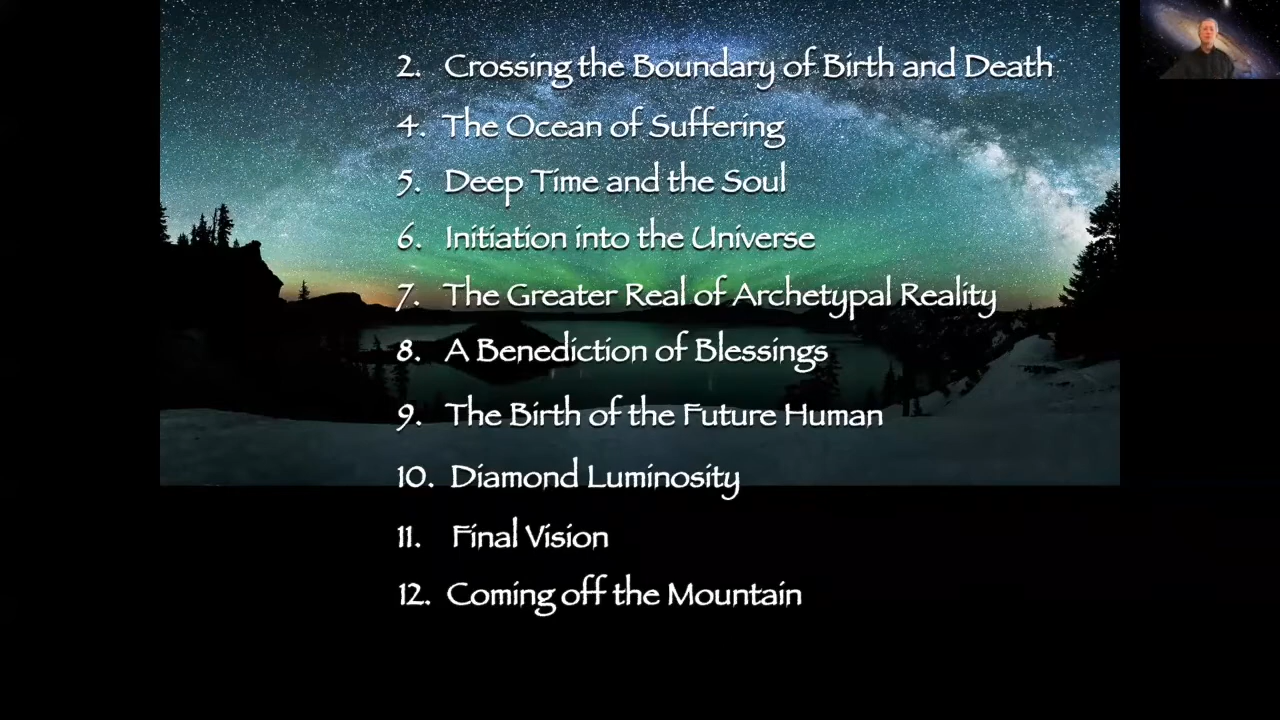 2. Crossing the Boundary of Birth and Death
4. The Ocean of Suffering
5. Deep Time and the Soul
6. Initiation into the Universe
7. The Greater Real of Archetypal Reality
8. A Benediction of Blessings
9. The Birth of the Future Human
10. Diamond Luminosity
11. Final Vision
12. Coming off the Mountain